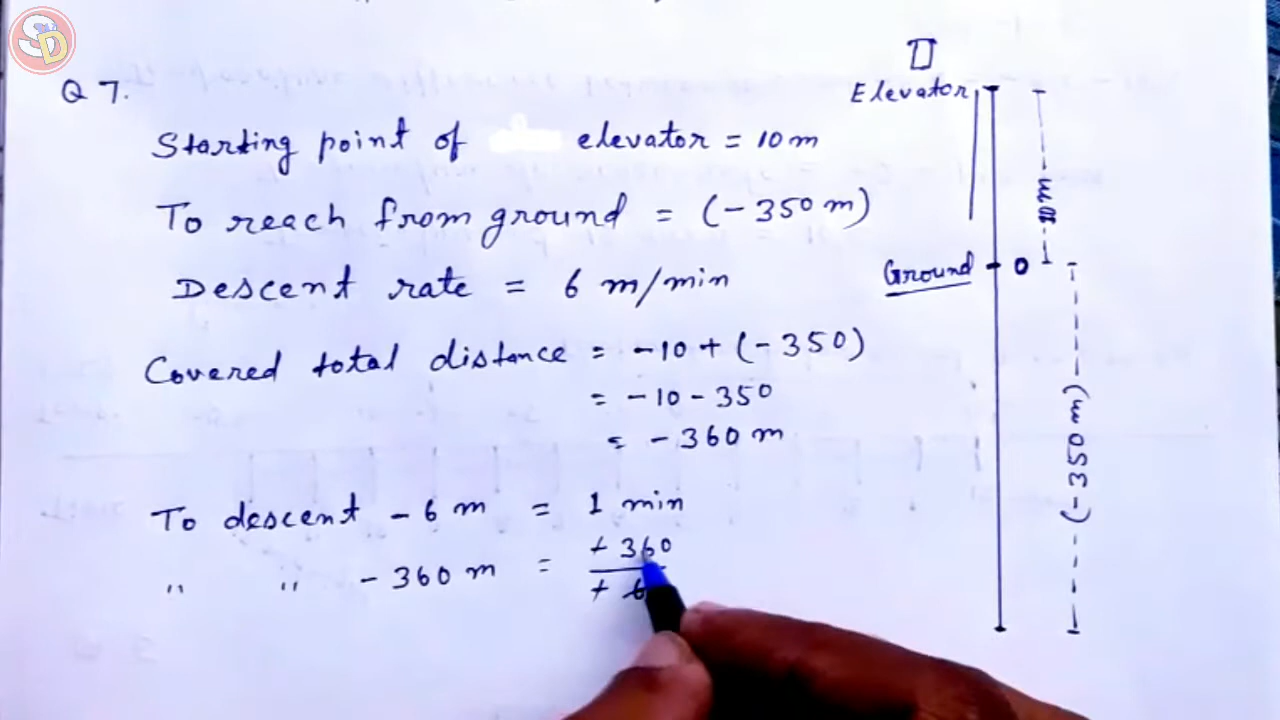 SD
Q 7.
Starting point of elevator = 10 m
To reach from ground = (-350 m)
Descent rate = 6 m/min
Covered total distance = -10 + (-350)
= -10 - 350
= -360 m
To descent - 6 m = 1 min
" " - 360 m = + 360
+ 6
Elevator
Ground 0
(-350 m)